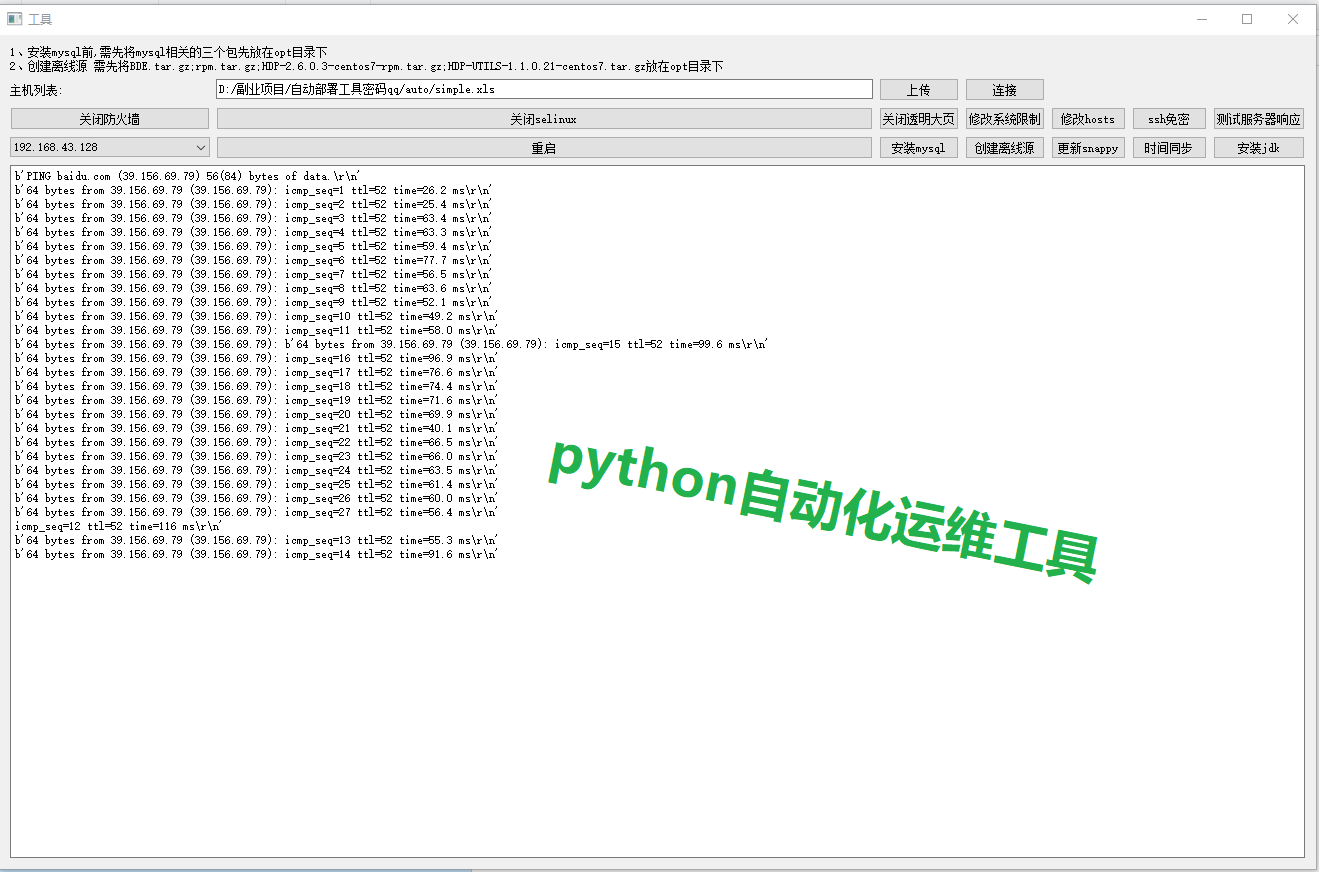 工具
1、安装mysql前,需先将mysql相关的三个包先放在opt目录下
2、创建离线源 需先将BDE.tar.gz;rpm.tar.gz;HDP-2.6.0.3-centos7-rpm.tar.gz;HDP-UTILS-1.1.0.21-centos7.tar.gz放在opt目录下
主机列表: D:/副业项目/自动部署工具密码qq/auto/simple.xls 上传 连接
关闭防火墙 关闭selinux 关闭透明大页 修改系统限制 修改hosts ssh免密 测试服务器响应
192.168.43.128 重启 安装mysql 创建离线源 更新snappy 时间同步 安装jdk
b'PING baidu.com (39.156.69.79) 56(84) bytes of data.\r\n'
b'64 bytes from 39.156.69.79 (39.156.69.79): icmp_seq=1 ttl=52 time=26.2 ms\r\n'
b'64 bytes from 39.156.69.79 (39.156.69.79): icmp_seq=2 ttl=52 time=25.4 ms\r\n'
b'64 bytes from 39.156.69.79 (39.156.69.79): icmp_seq=3 ttl=52 time=63.4 ms\r\n'
b'64 bytes from 39.156.69.79 (39.156.69.79): icmp_seq=4 ttl=52 time=63.3 ms\r\n'
b'64 bytes from 39.156.69.79 (39.156.69.79): icmp_seq=5 ttl=52 time=59.4 ms\r\n'
b'64 bytes from 39.156.69.79 (39.156.69.79): icmp_seq=6 ttl=52 time=77.7 ms\r\n'
b'64 bytes from 39.156.69.79 (39.156.69.79): icmp_seq=7 ttl=52 time=56.5 ms\r\n'
b'64 bytes from 39.156.69.79 (39.156.69.79): icmp_seq=8 ttl=52 time=63.6 ms\r\n'
b'64 bytes from 39.156.69.79 (39.156.69.79): icmp_seq=9 ttl=52 time=52.1 ms\r\n'
b'64 bytes from 39.156.69.79 (39.156.69.79): icmp_seq=10 ttl=52 time=49.2 ms\r\n'
b'64 bytes from 39.156.69.79 (39.156.69.79): icmp_seq=11 ttl=52 time=58.0 ms\r\n'
b'64 bytes from 39.156.69.79 (39.156.69.79): b'64 bytes from 39.156.69.79 (39.156.69.79): icmp_seq=15 ttl=52 time=99.6 ms\r\n'
b'64 bytes from 39.156.69.79 (39.156.69.79): icmp_seq=16 ttl=52 time=96.9 ms\r\n'
b'64 bytes from 39.156.69.79 (39.156.69.79): icmp_seq=17 ttl=52 time=76.6 ms\r\n'
b'64 bytes from 39.156.69.79 (39.156.69.79): icmp_seq=18 ttl=52 time=74.4 ms\r\n'
b'64 bytes from 39.156.69.79 (39.156.69.79): icmp_seq=19 ttl=52 time=71.6 ms\r\n'
b'64 bytes from 39.156.69.79 (39.156.69.79): icmp_seq=20 ttl=52 time=69.9 ms\r\n'
b'64 bytes from 39.156.69.79 (39.156.69.79): icmp_seq=21 ttl=52 time=40.1 ms\r\n'
b'64 bytes from 39.156.69.79 (39.156.69.79): icmp_seq=22 ttl=52 time=66.5 ms\r\n'
b'64 bytes from 39.156.69.79 (39.156.69.79): icmp_seq=23 ttl=52 time=66.0 ms\r\n'
b'64 bytes from 39.156.69.79 (39.156.69.79): icmp_seq=24 ttl=52 time=63.5 ms\r\n'
b'64 bytes from 39.156.69.79 (39.156.69.79): icmp_seq=25 ttl=52 time=61.4 ms\r\n'
b'64 bytes from 39.156.69.79 (39.156.69.79): icmp_seq=26 ttl=52 time=60.0 ms\r\n'
b'64 bytes from 39.156.69.79 (39.156.69.79): icmp_seq=27 ttl=52 time=56.4 ms\r\n'
icmp_seq=12 ttl=52 time=116 ms\r\n'
b'64 bytes from 39.156.69.79 (39.156.69.79): icmp_seq=13 ttl=52 time=55.3 ms\r\n'
b'64 bytes from 39.156.69.79 (39.156.69.79): icmp_seq=14 ttl=52 time=91.6 ms\r\n'
python自动化运维工具